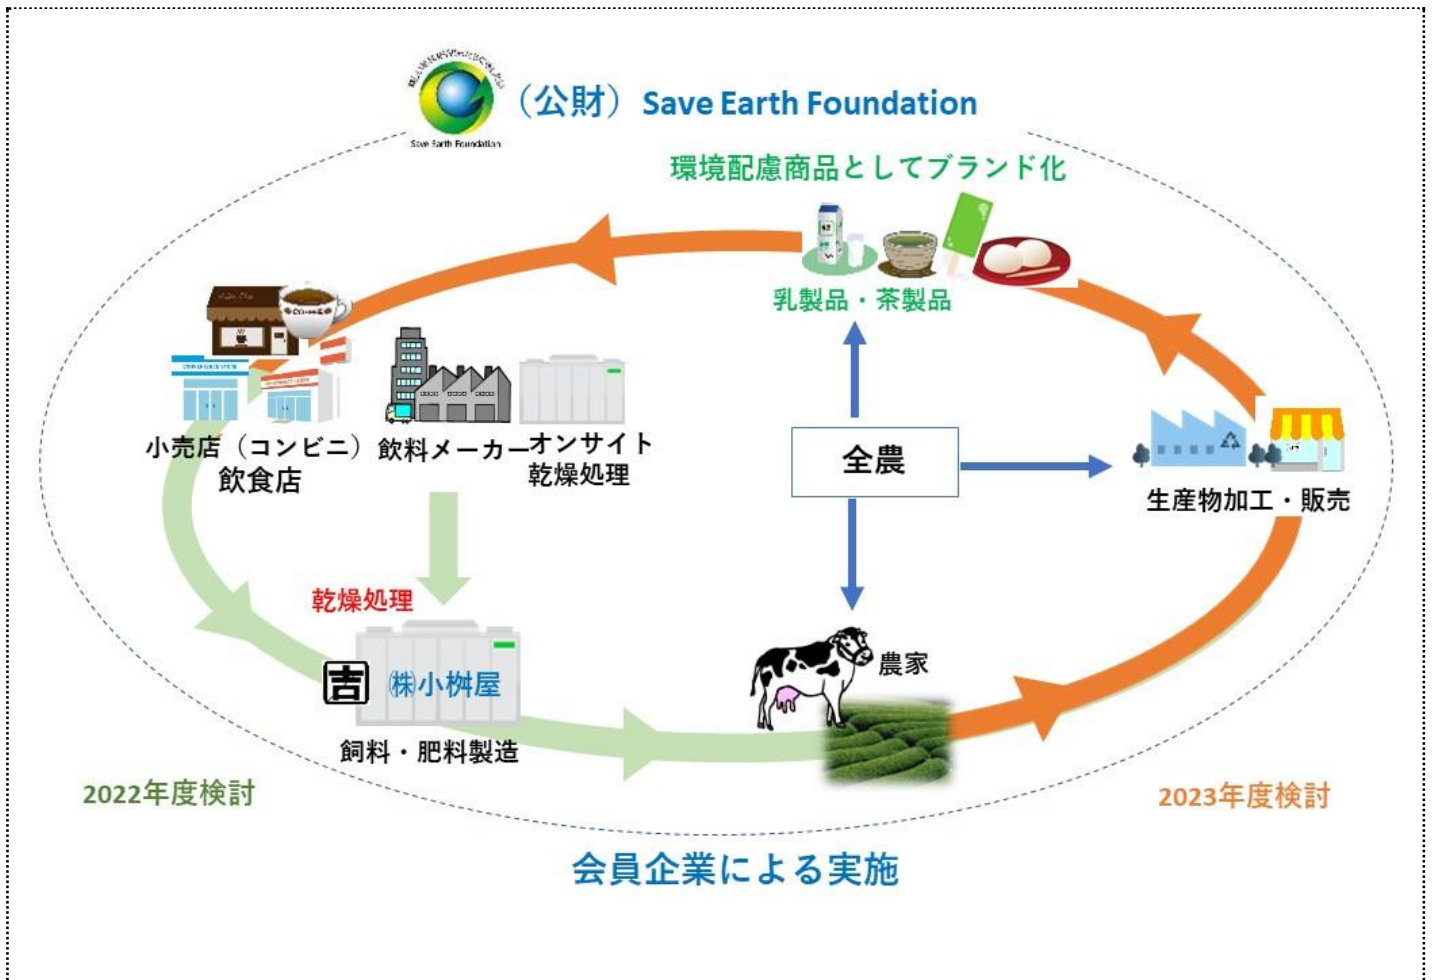 （公財）Save Earth Foundation
Save Earth Foundation
環境配慮商品としてブランド化
乳製品・茶製品
小売店（コンビニ）
飲食店
飲料メーカー
オンサイト
乾燥処理
全農
生産物加工・販売
乾燥処理
吉
㈱小桝屋
飼料・肥料製造
農家
2022年度検討
2023年度検討
会員企業による実施